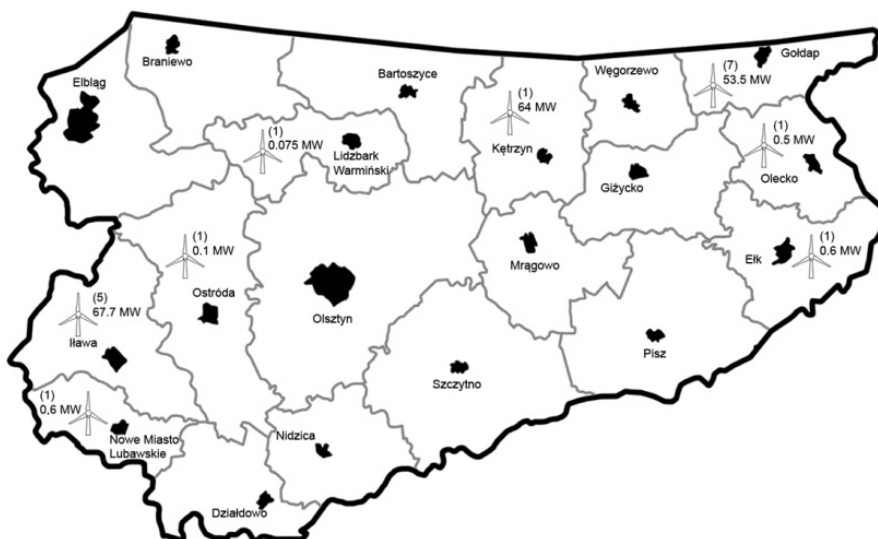 Braniewo
Elbląg
Bartoszyce
Węgorzewo
Gołdap
(7)
53.5 MW
(1)
64 MW
Kętrzyn
(1)
0.075 MW
Lidzbark
Warmiński
(1)
0.5 MW
Olecko
Giżycko
(1)
0.1 MW
Ostróda
Mrągowo
Ełk
(1)
0.6 MW
(5)
67.7 MW
Iława
Olsztyn
Pisz
Szczytno
(1)
0,6 MW
Nowe Miasto
Lubawskie
Nidzica
Działdowo